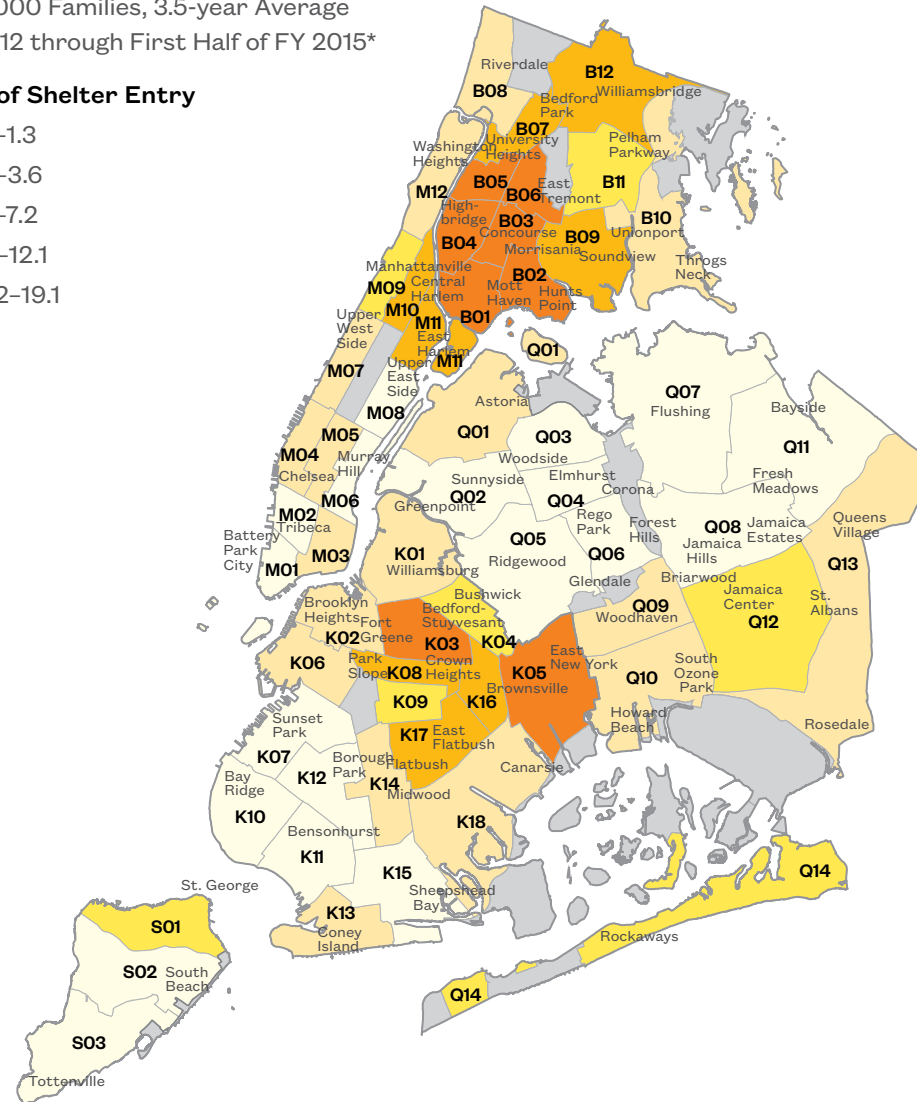 000 Families, 3.5-year Average
12 through First Half of FY 2015*
of Shelter Entry
–1.3
–3.6
–7.2
–12.1
2–19.1
Riverdale
B08
B12
Williamsbridge
Bedford
Park
B07
University
Heights
Pelham
Parkway
Washington
Heights
M12
B05
B06
East
Tremont
B11
High-
bridge
B03
Concourse
B10
Unionport
B04
Morrisania
B09
Soundview
Throgs
Neck
Manhattanville
M09
Central
Harlem
B02
Mott
Haven
Hunts
Point
M10
B01
M11
Upper
West
Side
East
Harlem
M11
Q01
Upper
East
Side
M07
M08
Q07
Flushing
Astoria
Q01
Bayside
Q11
M05
M04
Chelsea
Murray
Hill
Q03
Woodside
Elmhurst
Sunnyside
Q02
Q04
Corona
Fresh
Meadows
M06
M02
Tribeca
Greenpoint
Rego
Park
Forest
Hills
Q08
Jamaica
Hills
Jamaica
Estates
Queens
Village
Battery
Park
City
M03
M01
K01
Williamsburg
Q05
Ridgewood
Q06
Glendale
Briarwood
Q13
Bushwick
Jamaica
Center
Q12
St.
Albans
Brooklyn
Heights
Fort
Greene
K02
Bedford-
Stuyvesant
K03
K04
Q09
Woodhaven
K06
Park
Slope
K08
Crown
Heights
K05
Brownsville
East
New York
Q10
South
Ozone
Park
K09
K16
Howard
Beach
Rosedale
Sunset
Park
K07
K17
East
Flatbush
Flatbush
Canarsie
Borough
Park
K12
K14
Midwood
Bay
Ridge
K10
K18
Bensonhurst
K11
K15
Sheepshead
Bay
Q14
St. George
K13
Coney
Island
S01
Rockaways
S02
South
Beach
Q14
S03
Tottenville